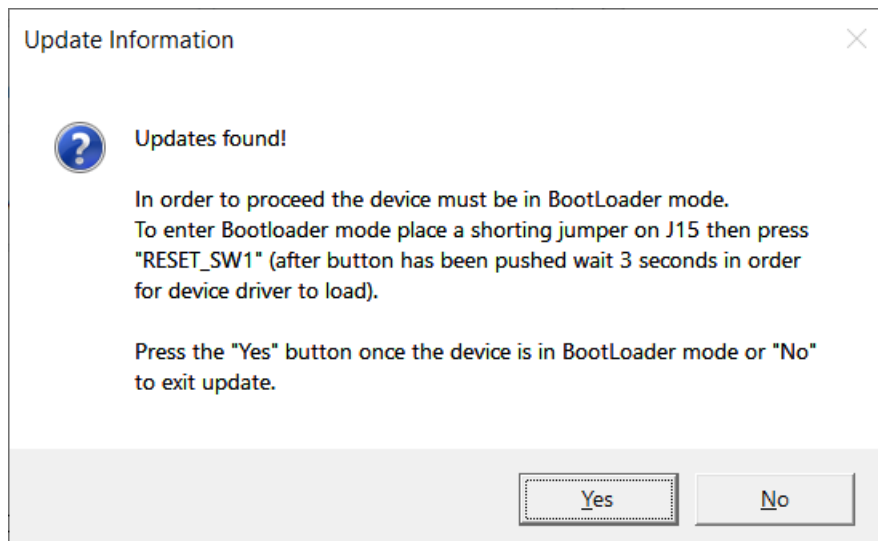 Update Information
Updates found!
In order to proceed the device must be in BootLoader mode.
To enter Bootloader mode place a shorting jumper on J15 then press
"RESET_SW1" (after button has been pushed wait 3 seconds in order
for device driver to load).
Press the "Yes" button once the device is in BootLoader mode or "No"
to exit update.
Yes
No